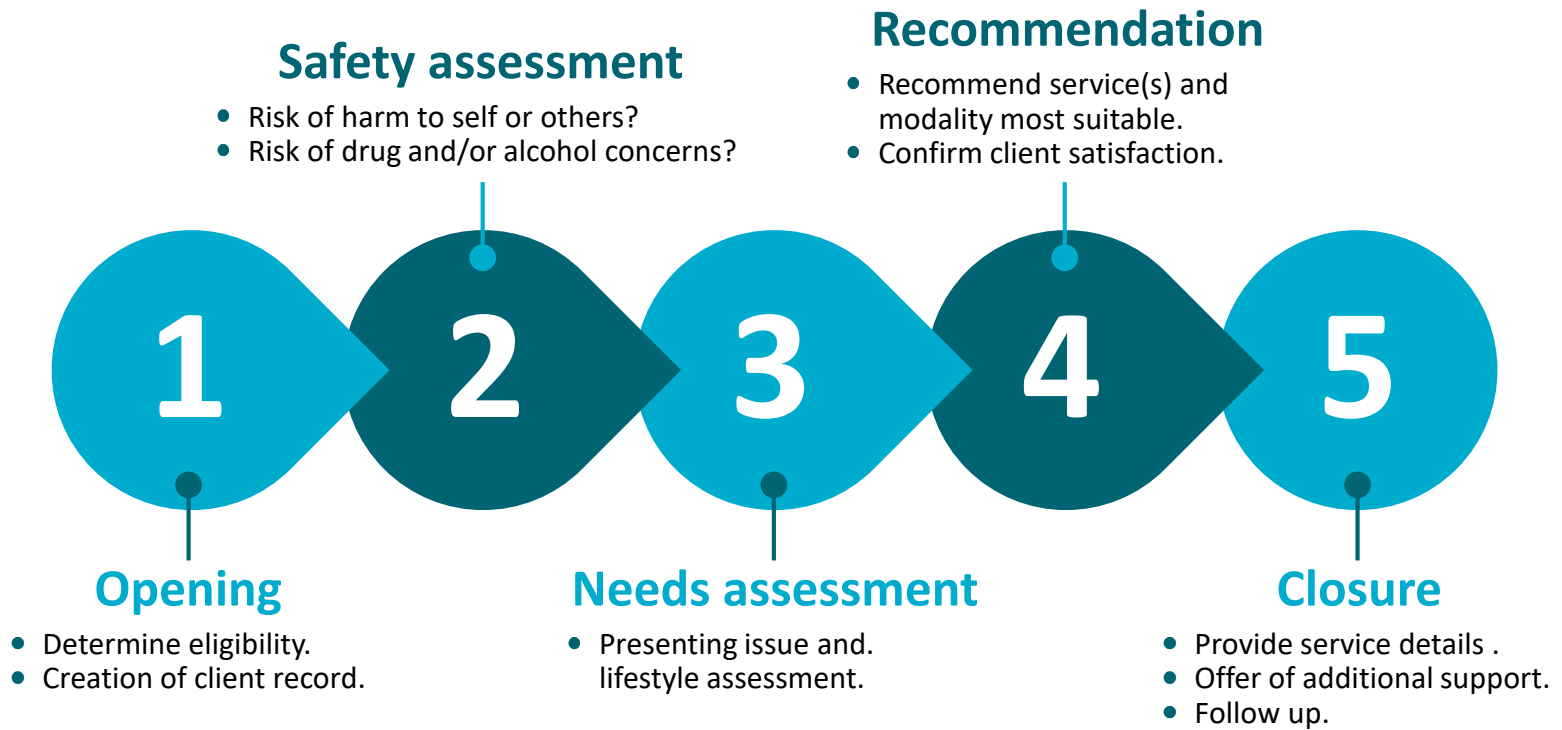 1
Opening
• Determine eligibility.
• Creation of client record.
2
Safety assessment
• Risk of harm to self or others?
• Risk of drug and/or alcohol concerns?
3
Needs assessment
• Presenting issue and.
lifestyle assessment.
4
Recommendation
• Recommend service(s) and
modality most suitable.
• Confirm client satisfaction.
5
Closure
• Provide service details .
• Offer of additional support.
• Follow up.